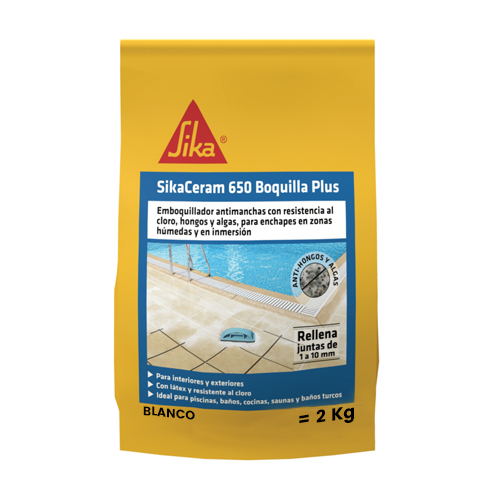 Sika®
SikaCeram 650 Boquilla Plus
Emboquillador antimanchas con resistencia al
cloro, hongos y algas, para enchapes en zonas
húmedas y en inmersión
ANTI-HONGOS Y ALGAS
Rellena
juntas de
1 a 10 mm
Para interiores y exteriores
Con látex y resistente al cloro
Ideal para piscinas, baños, cocinas, saunas y baños turcos
BLANCO
= 2 Kg